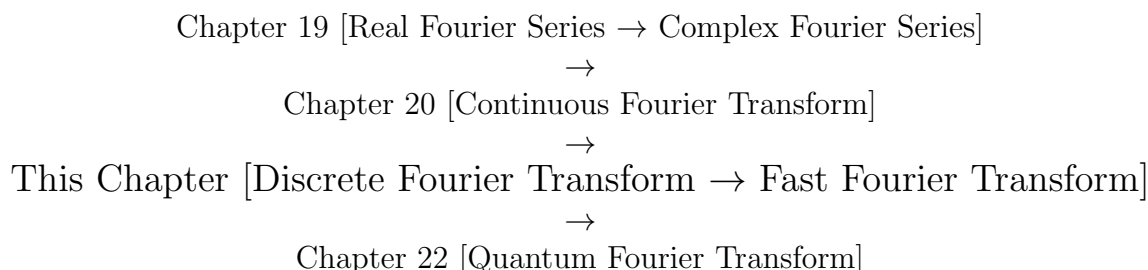 Chapter 19 [Real Fourier Series → Complex Fourier Series]
→
Chapter 20 [Continuous Fourier Transform]
→
This Chapter [Discrete Fourier Transform → Fast Fourier Transform]
→
Chapter 22 [Quantum Fourier Transform]